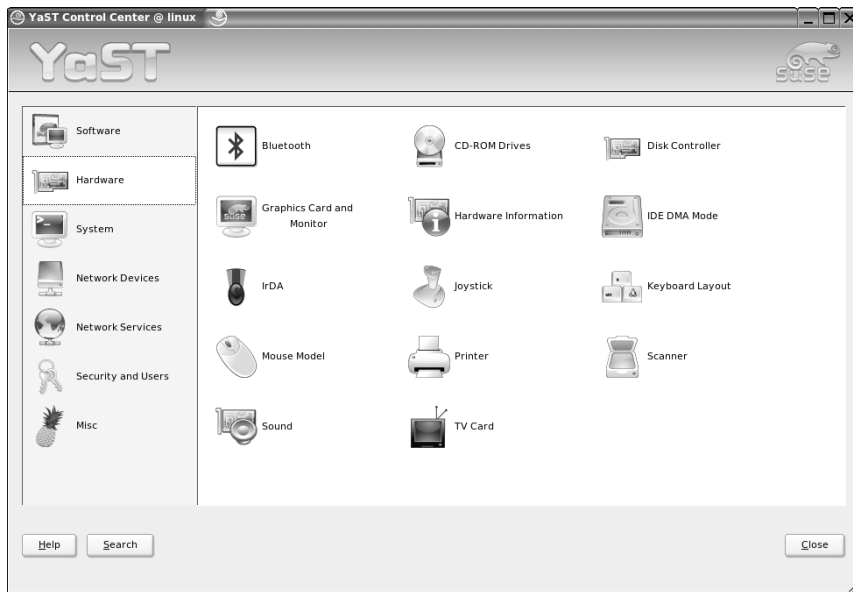 YaST Control Center @ linux
YaST
suse
Software
Hardware
System
Network Devices
Network Services
Security and Users
Misc
Bluetooth
CD-ROM Drives
Disk Controller
Graphics Card and
Monitor
Hardware Information
IDE DMA Mode
IrDA
Joystick
Keyboard Layout
Mouse Model
Printer
Scanner
Sound
TV Card
Help
Search
Close